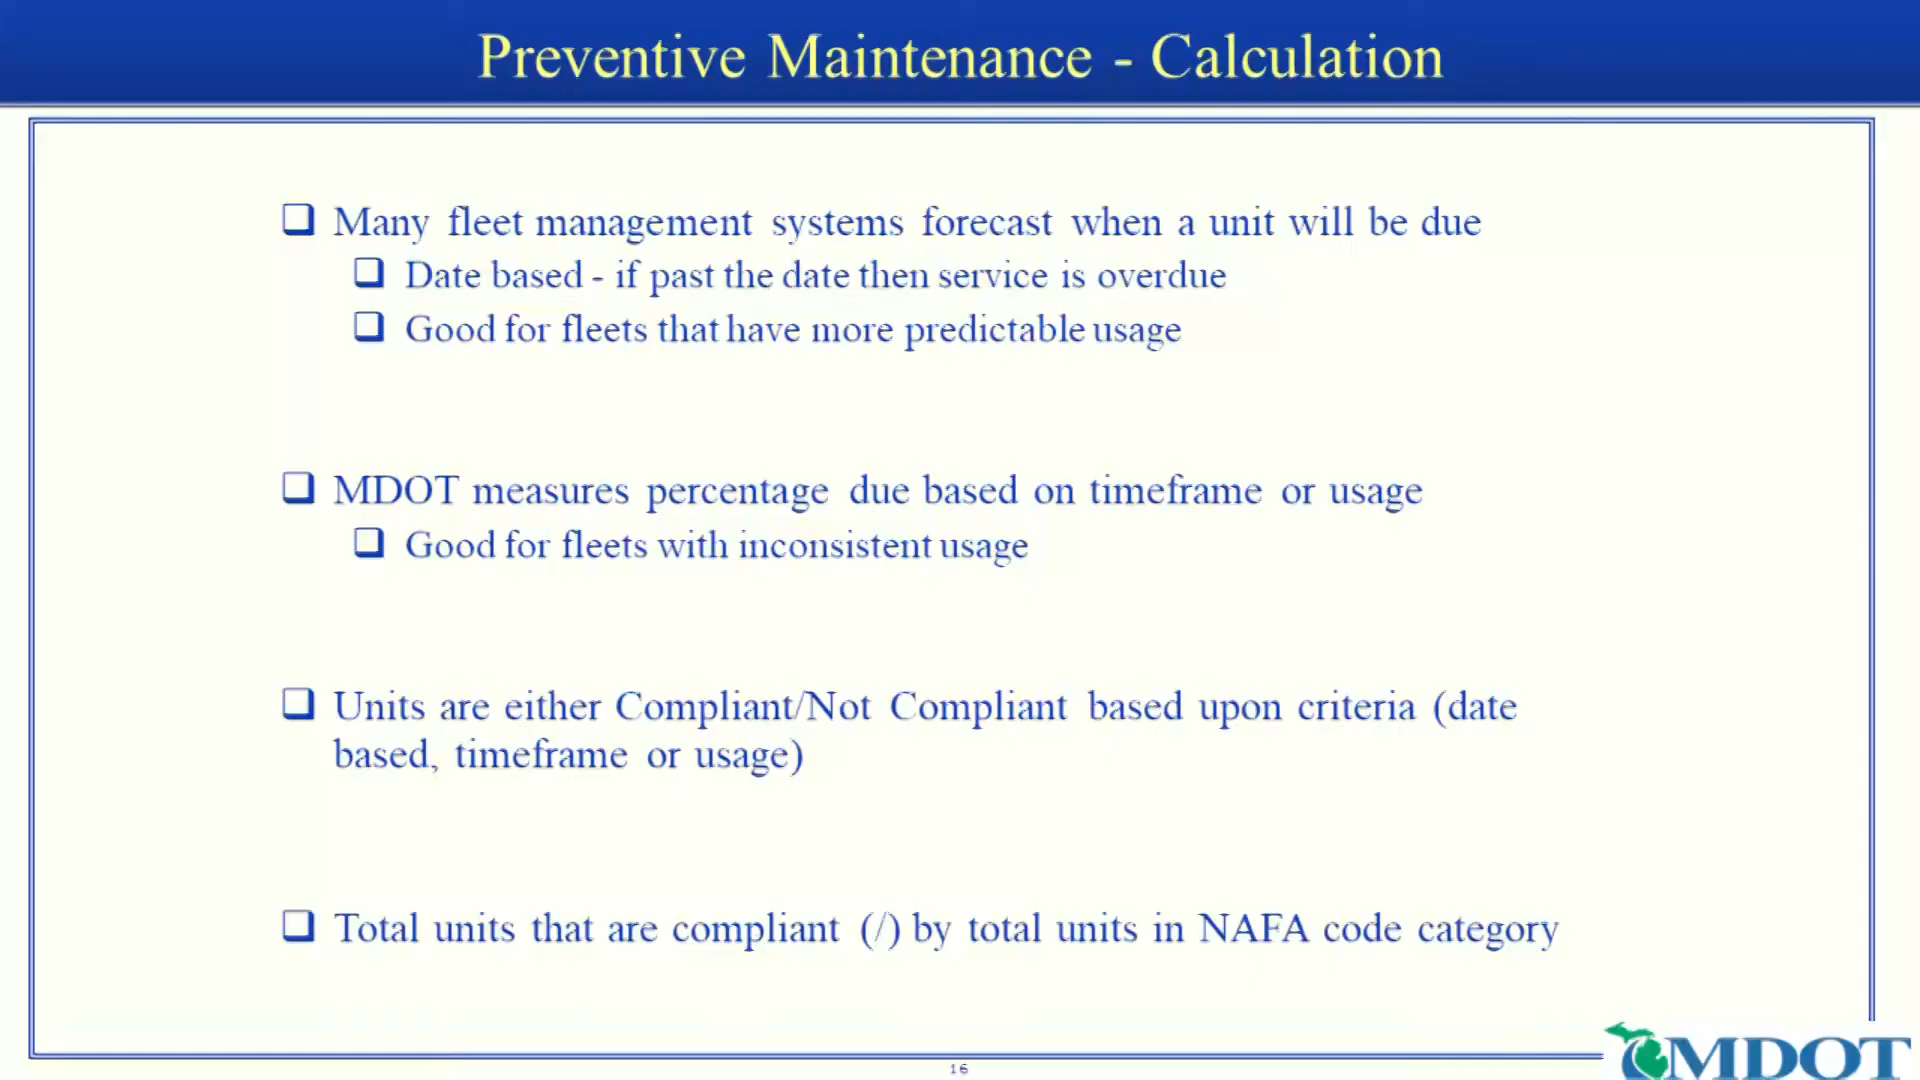 Preventive Maintenance - Calculation
Many fleet management systems forecast when a unit will be due
Date based - if past the date then service is overdue
Good for fleets that have more predictable usage
MDOT measures percentage due based on timeframe or usage
Good for fleets with inconsistent usage
Units are either Compliant/Not Compliant based upon criteria (date
based, timeframe or usage)
Total units that are compliant (/) by total units in NAFA code category
16
MDOT